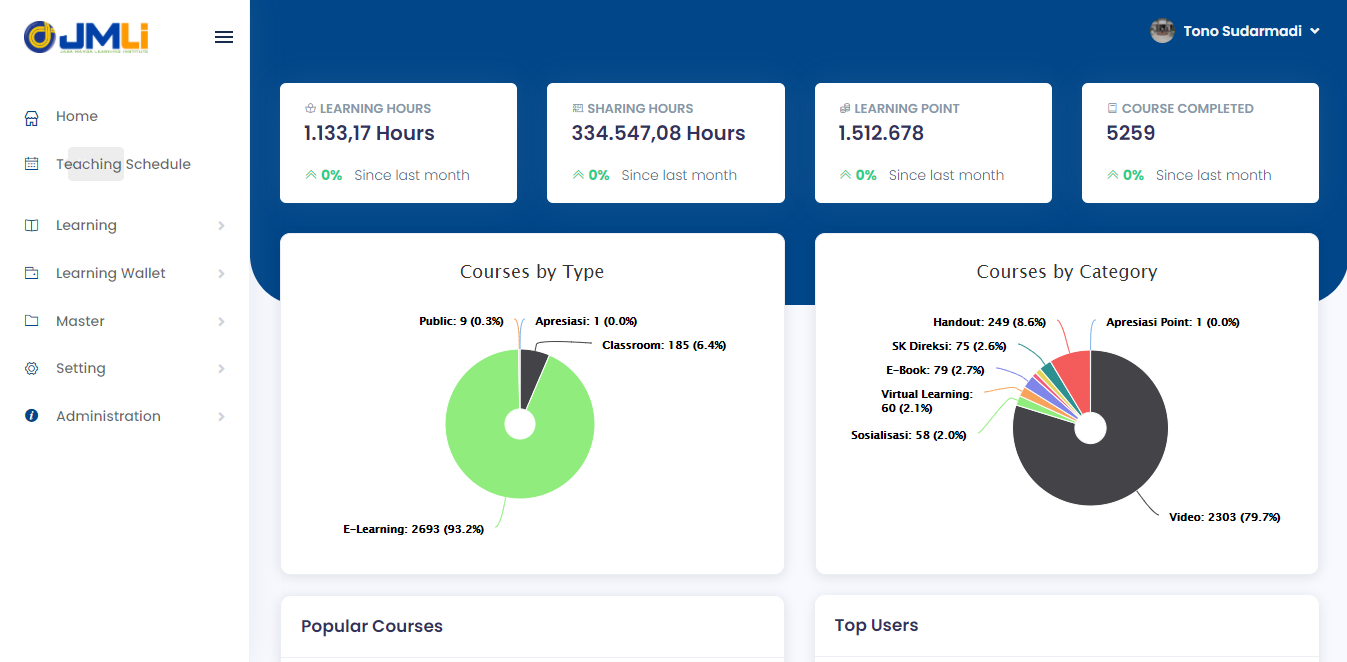 JMLi
JASA MARGA LEARNING INSTITUTE
Tono Sudarmadi
Home
Teaching Schedule
Learning
Learning Wallet
Master
Setting
Administration
LEARNING HOURS
1.133,17 Hours
0% Since last month
SHARING HOURS
334.547,08 Hours
0% Since last month
LEARNING POINT
1.512.678
0% Since last month
COURSE COMPLETED
5259
0% Since last month
Courses by Type
Public: 9 (0.3%)
Apresiasi: 1 (0.0%)
Classroom: 185 (6.4%)
E-Learning: 2693 (93.2%)
Courses by Category
Handout: 249 (8.6%)
Apresiasi Point: 1 (0.0%)
SK Direksi: 75 (2.6%)
E-Book: 79 (2.7%)
Virtual Learning:
60 (2.1%)
Sosialisasi: 58 (2.0%)
Video: 2303 (79.7%)
Popular Courses
Top Users